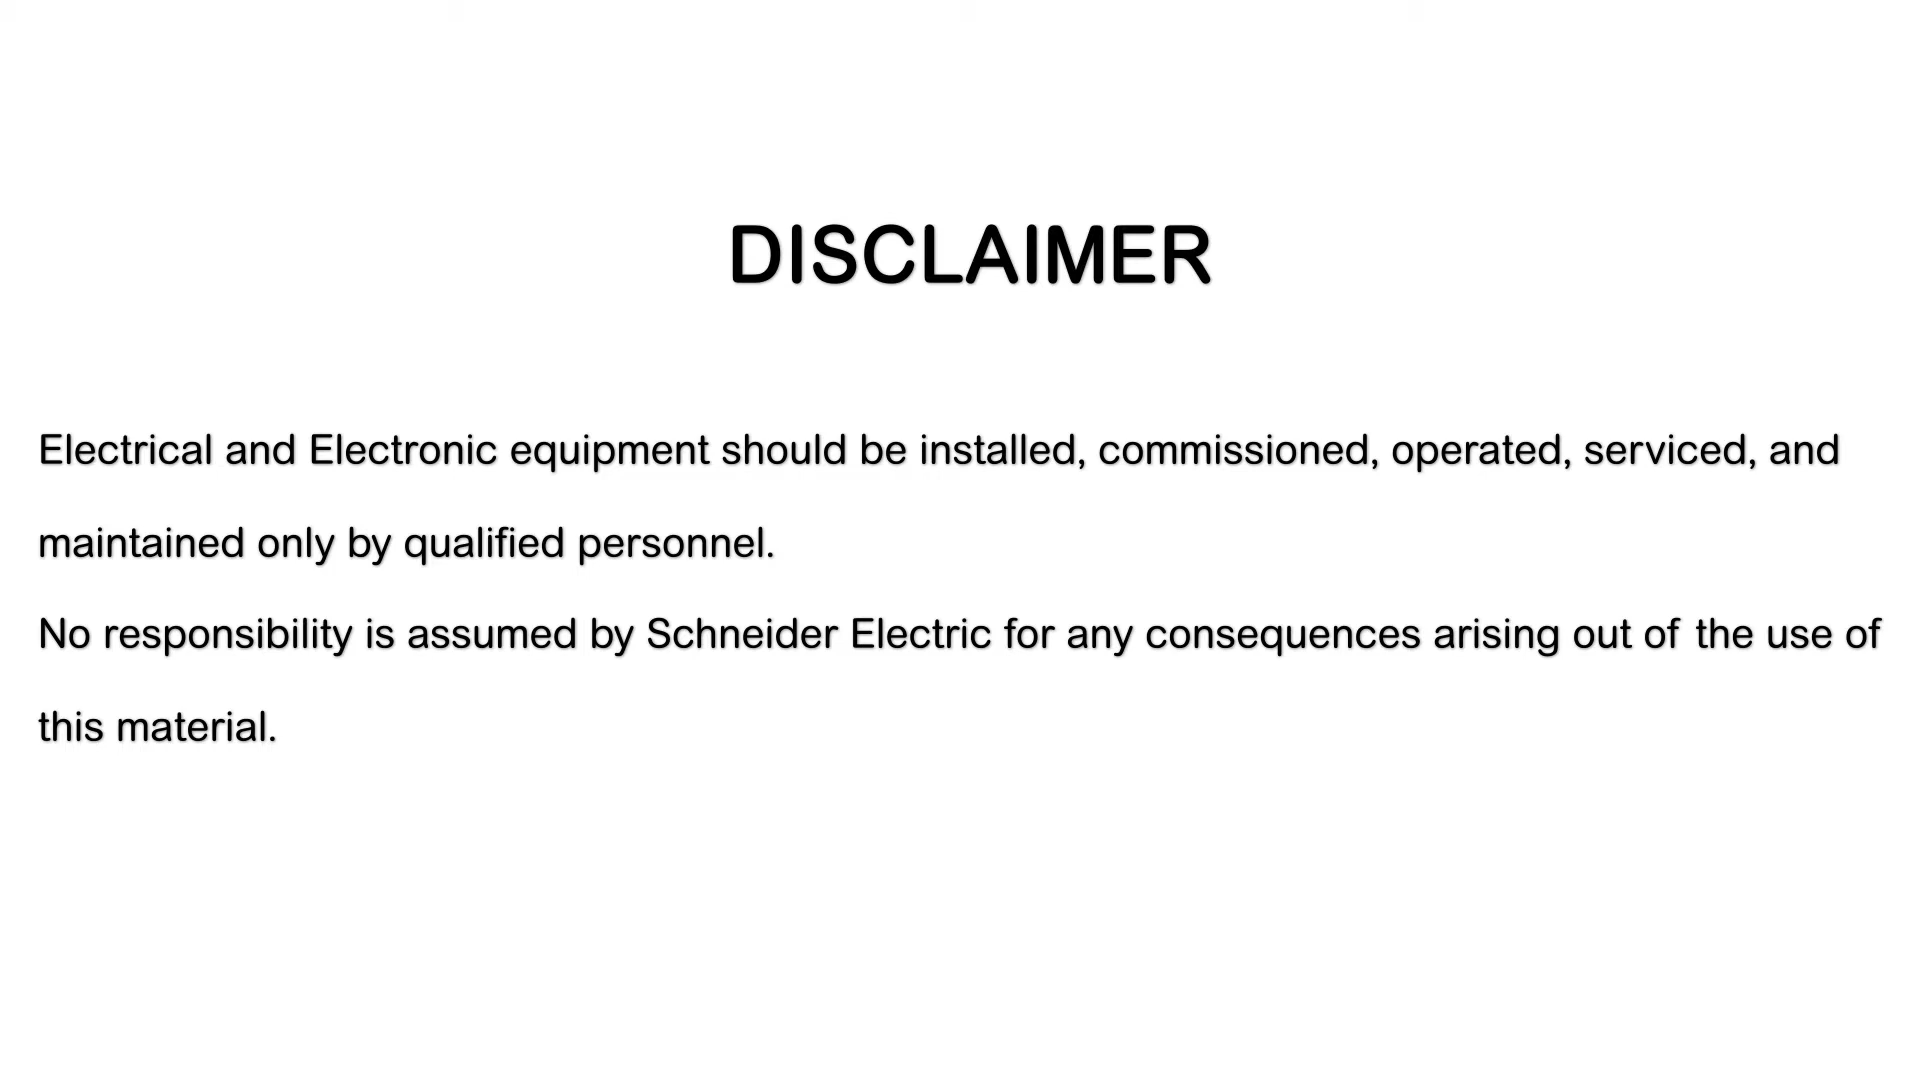 DISCLAIMER
Electrical and Electronic equipment should be installed, commissioned, operated, serviced, and
maintained only by qualified personnel.
No responsibility is assumed by Schneider Electric for any consequences arising out of the use of
this material.